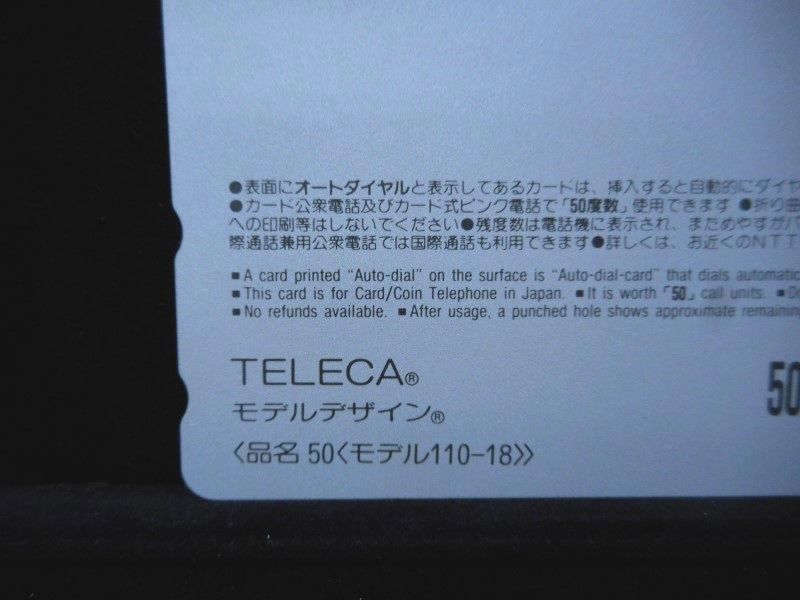 ●表面にオートダイヤルと表示してあるカードは、挿入すると自動的にダイヤ
●カード公衆電話及びカード式ピンク電話で「50度数」使用できます ●折り曲
への印刷等はしないでください●残度数は電話機に表示され、まためやすがパ
際通話兼用公衆電話では国際通話も利用できます●詳しくは、お近くのNTT
■A card printed “Auto-dial” on the surface is “Auto-dial-card” that dials automatic
■This card is for Card/Coin Telephone in Japan. ■It is worth「50」call units. ■De
■No refunds available. ■After usage, a punched hole shows approximate remainin
TELECA®
50
モデルデザイン®
〈品名 50〈モデル110-18〉〉